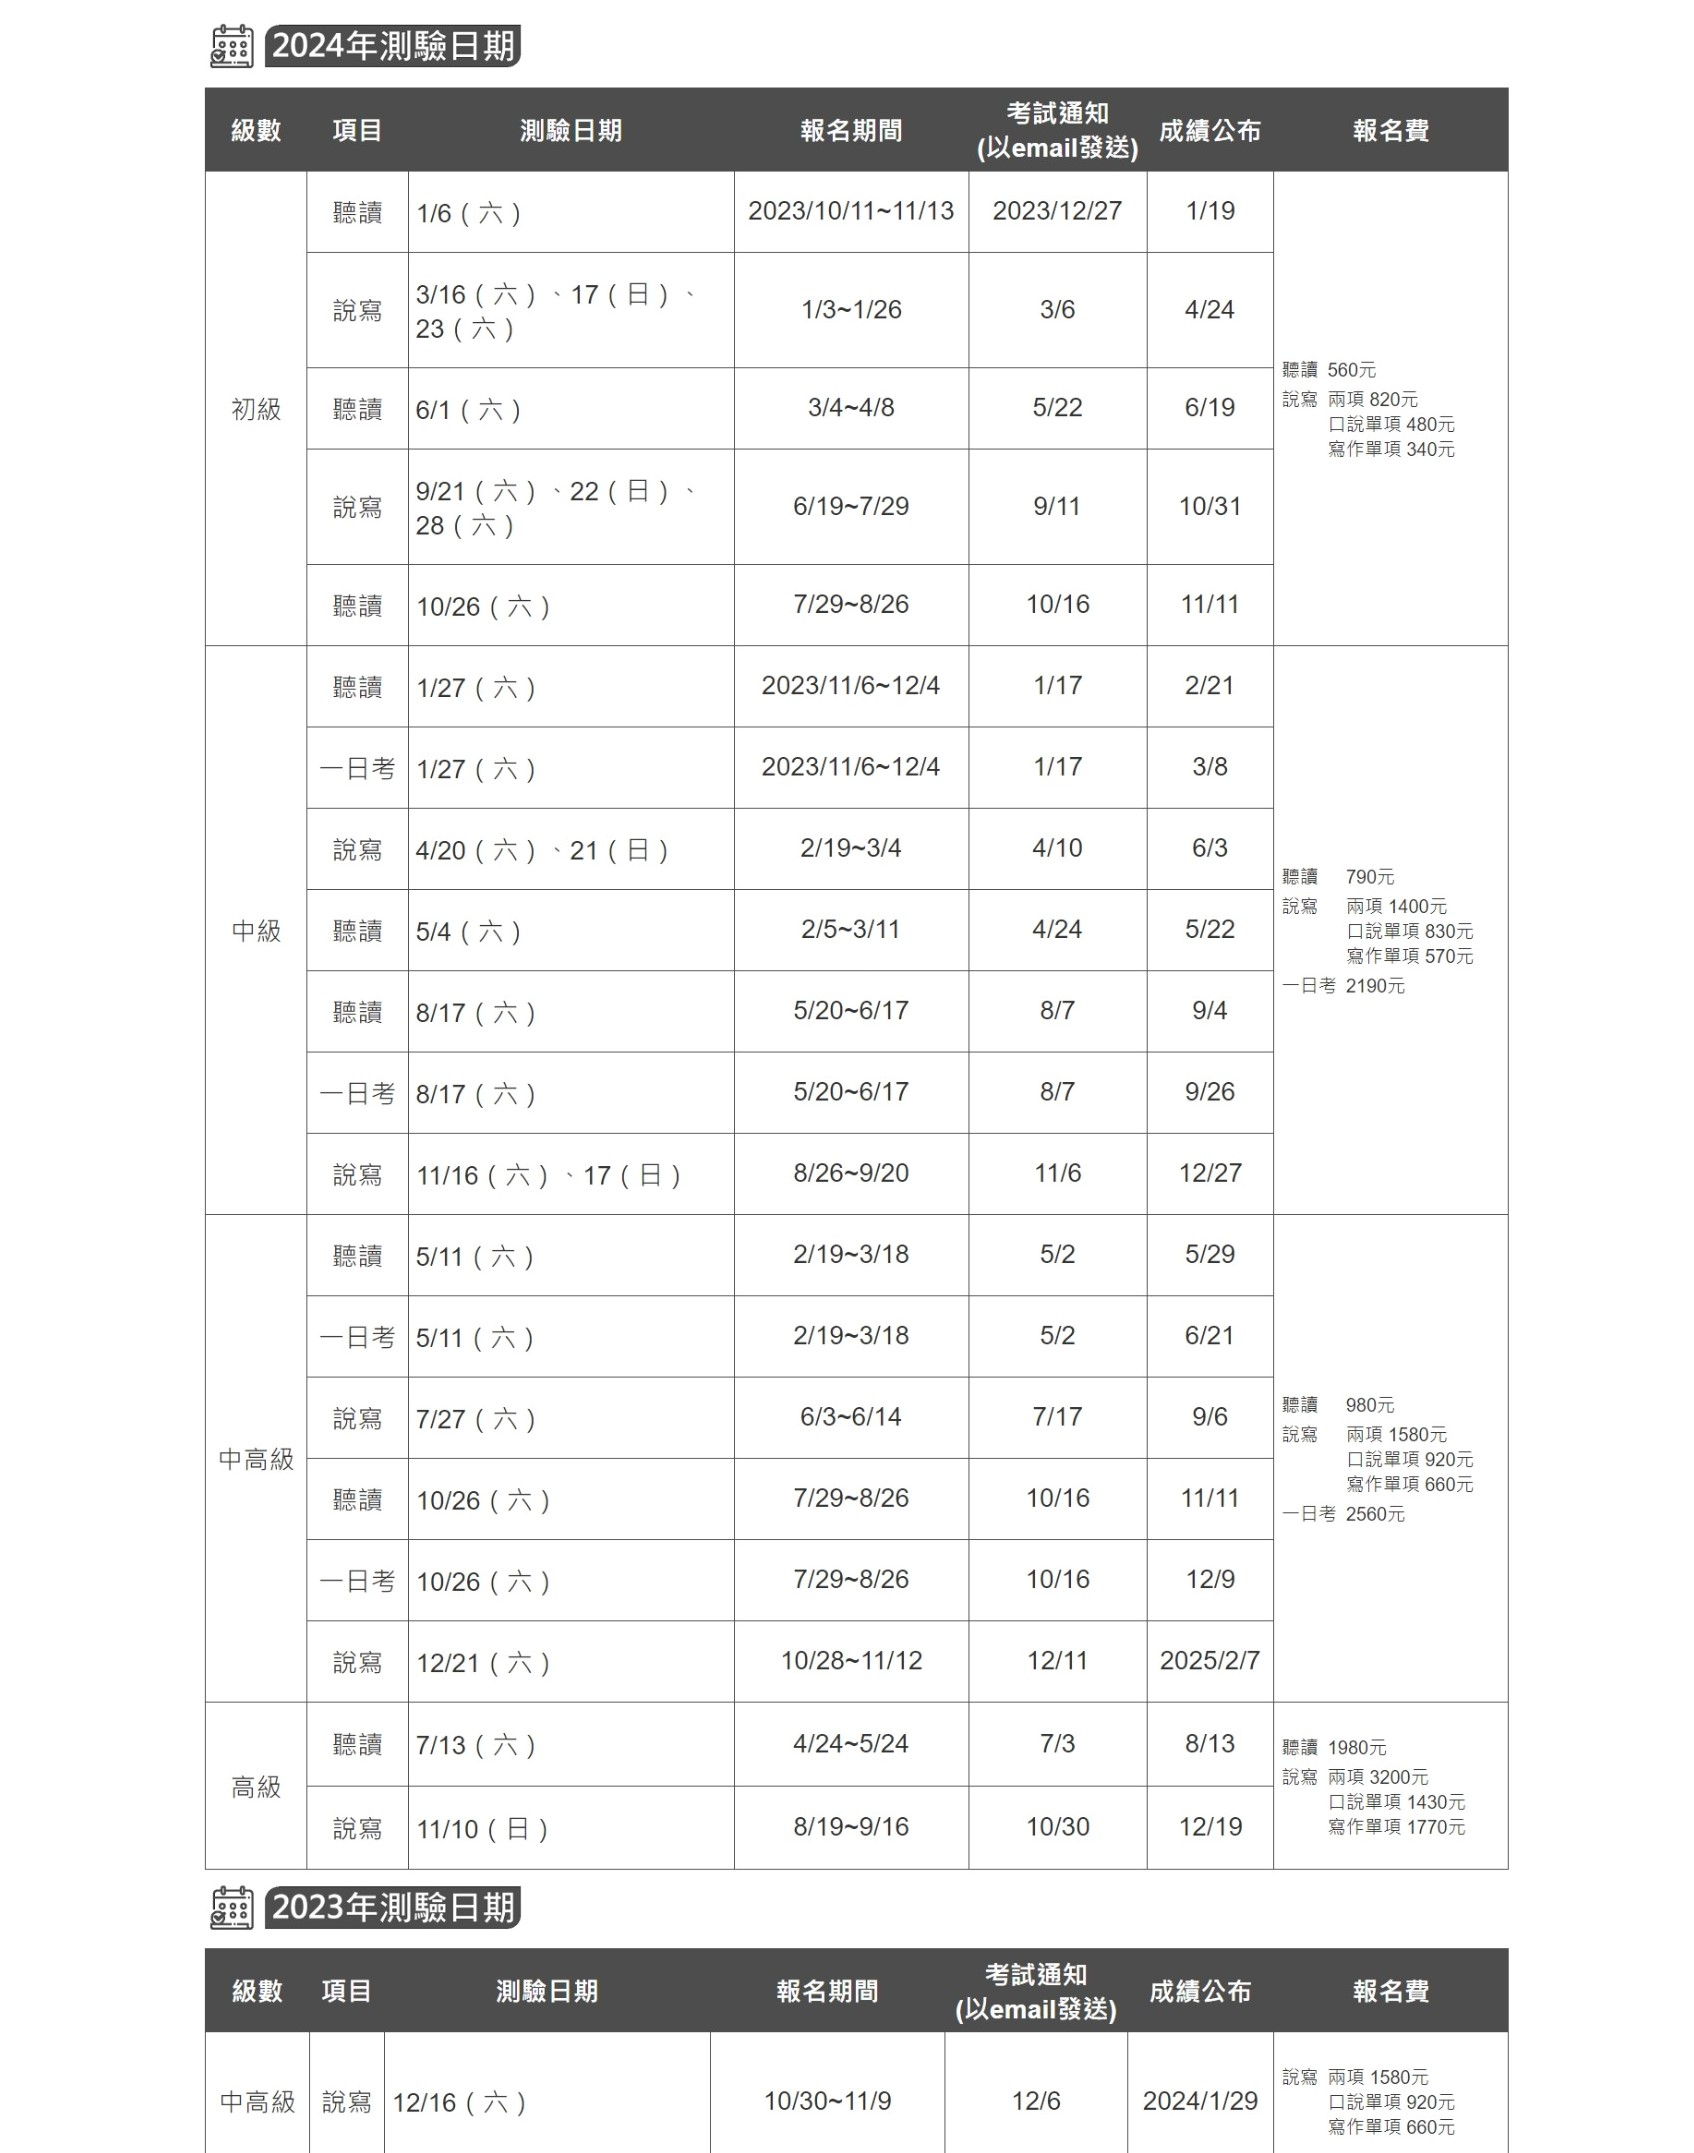 2024年測驗日期
級數 項目 測驗日期 報名期間 考試通知 成績公布 報名費
(以email發送)
初級
聽讀 1/6（六） 2023/10/11~11/13 2023/12/27 1/19
說寫 3/16（六）、17（日）、 1/3~1/26 3/6 4/24
23（六）
聽讀 6/1（六） 3/4~4/8 5/22 6/19
說寫 9/21（六）、22（日）、 6/19~7/29 9/11 10/31
28（六）
聽讀 10/26（六） 7/29~8/26 10/16 11/11
聽讀 560元
說寫 兩項 820元
口說單項 480元
寫作單項 340元
中級
聽讀 1/27（六） 2023/11/6~12/4 1/17 2/21
一日考 1/27（六） 2023/11/6~12/4 1/17 3/8
說寫 4/20（六）、21（日） 2/19~3/4 4/10 6/3
聽讀 5/4（六） 2/5~3/11 4/24 5/22
聽讀 8/17（六） 5/20~6/17 8/7 9/4
一日考 8/17（六） 5/20~6/17 8/7 9/26
說寫 11/16（六）、17（日） 8/26~9/20 11/6 12/27
聽讀 790元
說寫 兩項 1400元
口說單項 830元
寫作單項 570元
一日考 2190元
中高級
聽讀 5/11（六） 2/19~3/18 5/2 5/29
一日考 5/11（六） 2/19~3/18 5/2 6/21
說寫 7/27（六） 6/3~6/14 7/17 9/6
聽讀 10/26（六） 7/29~8/26 10/16 11/11
一日考 10/26（六） 7/29~8/26 10/16 12/9
說寫 12/21（六） 10/28~11/12 12/11 2025/2/7
聽讀 980元
說寫 兩項 1580元
口說單項 920元
寫作單項 660元
一日考 2560元
高級
聽讀 7/13（六） 4/24~5/24 7/3 8/13
說寫 11/10（日） 8/19~9/16 10/30 12/19
聽讀 1980元
說寫 兩項 3200元
口說單項 1430元
寫作單項 1770元
2023年測驗日期
級數 項目 測驗日期 報名期間 考試通知 成績公布 報名費
(以email發送)
中高級 說寫 12/16（六） 10/30~11/9 12/6 2024/1/29
說寫 兩項 1580元
口說單項 920元
寫作單項 660元